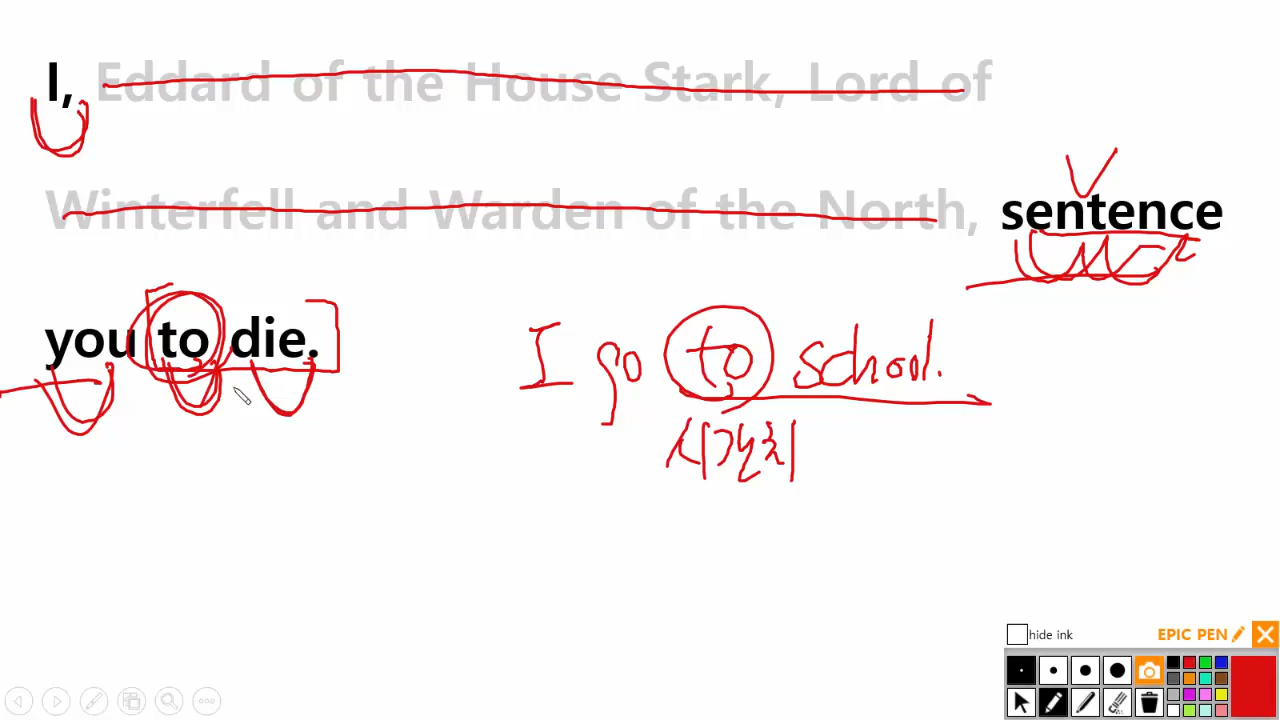 I, Eddard of the House Stark, Lord of
Winterfell and Warden of the North, sentence
you to die.
I go to school.
시간치
hide ink
EPIC PEN